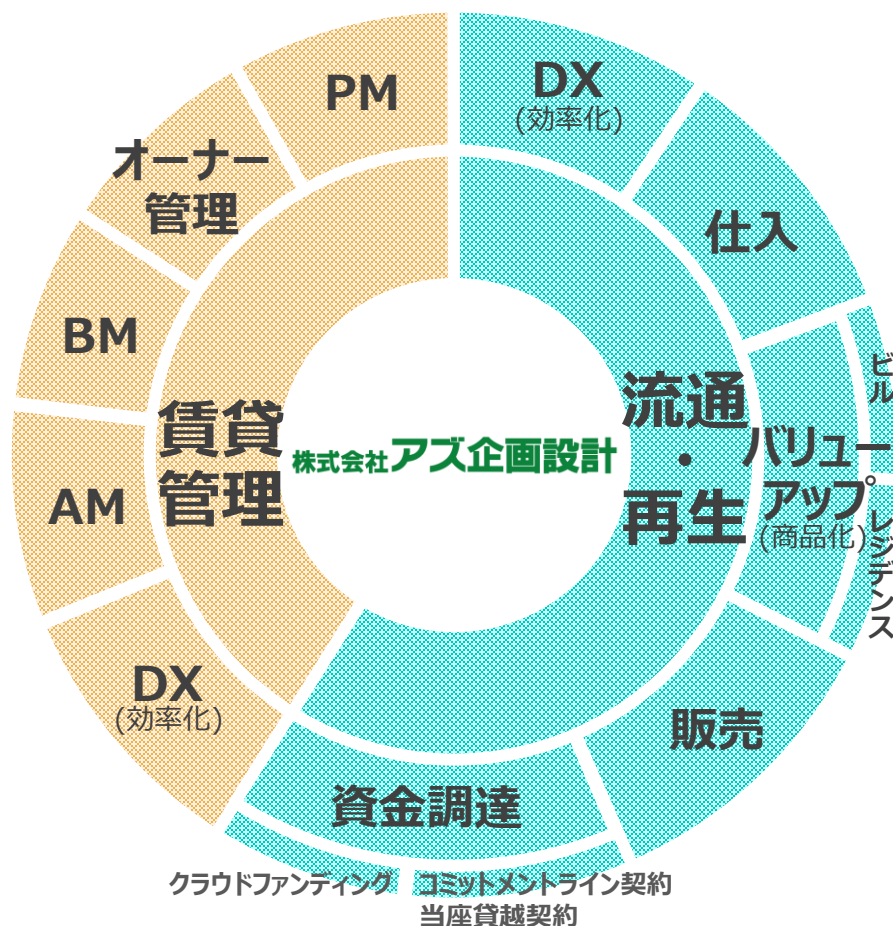 PM
DX
(効率化)
オーナー
管理
仕入
BM
ビル
賃貸
管理
株式会社アズ企画設計
流通
・
再生
バリュー
アップ
(商品化)
レジデンス
AM
DX
(効率化)
販売
資金調達
クラウドファンディング
コミットメントライン契約
当座貸越契約